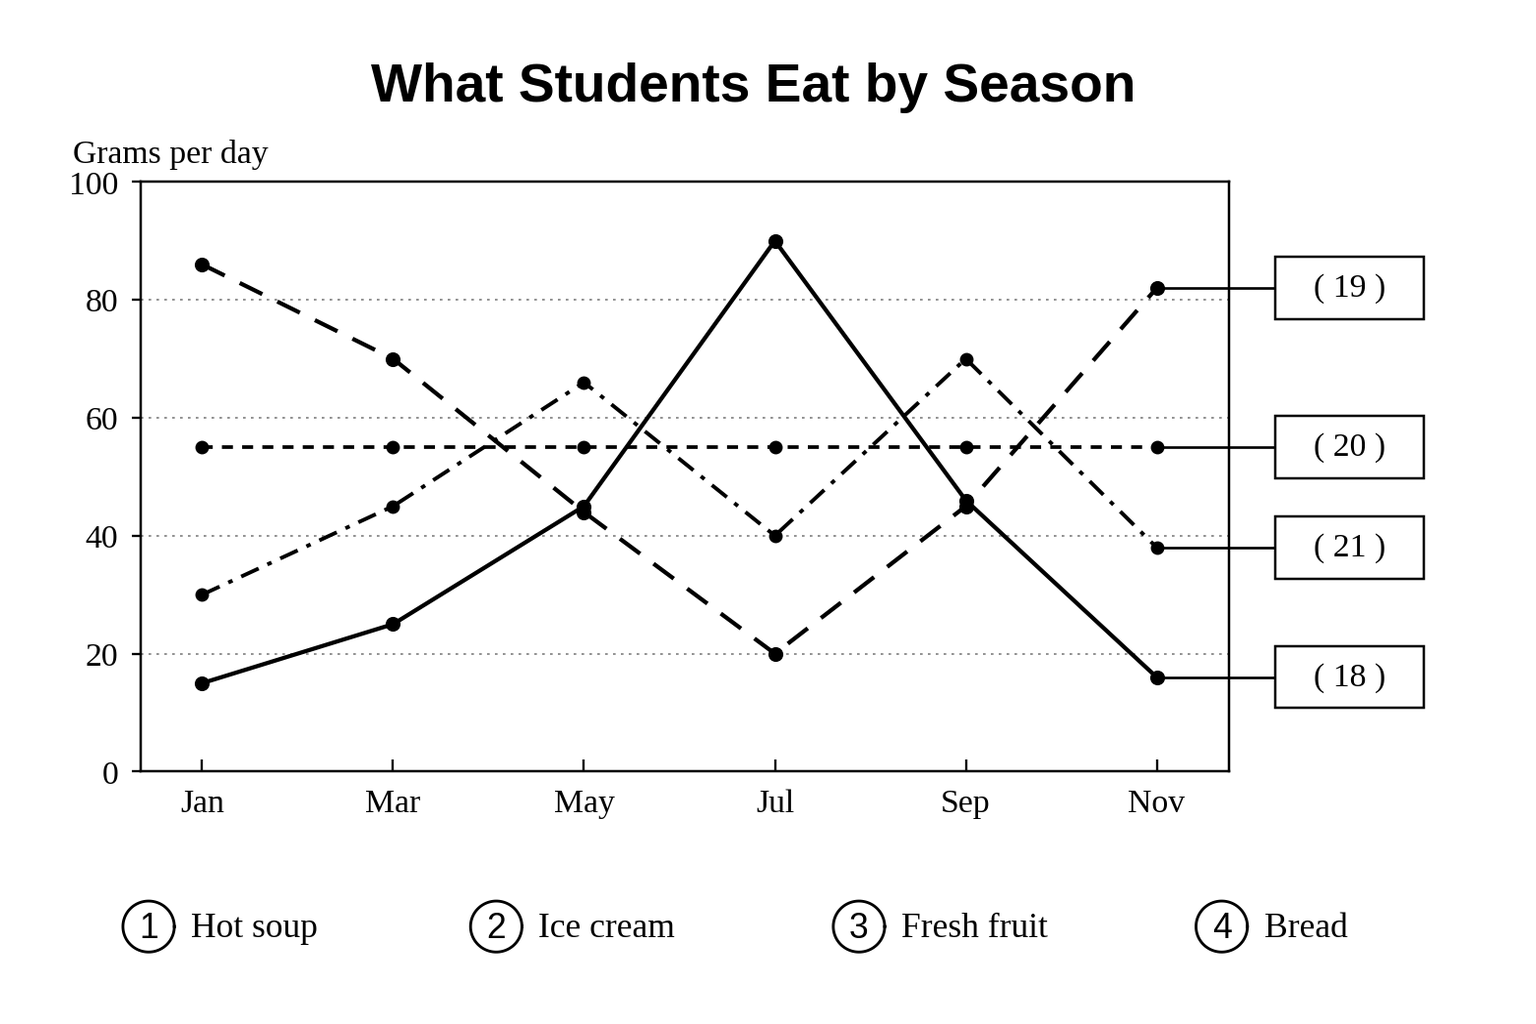 What Students Eat by Season
Grams per day
100
80
60
40
20
0
Jan Mar May Jul Sep Nov
( 19 )
( 20 )
( 21 )
( 18 )
① Hot soup ② Ice cream ③ Fresh fruit ④ Bread